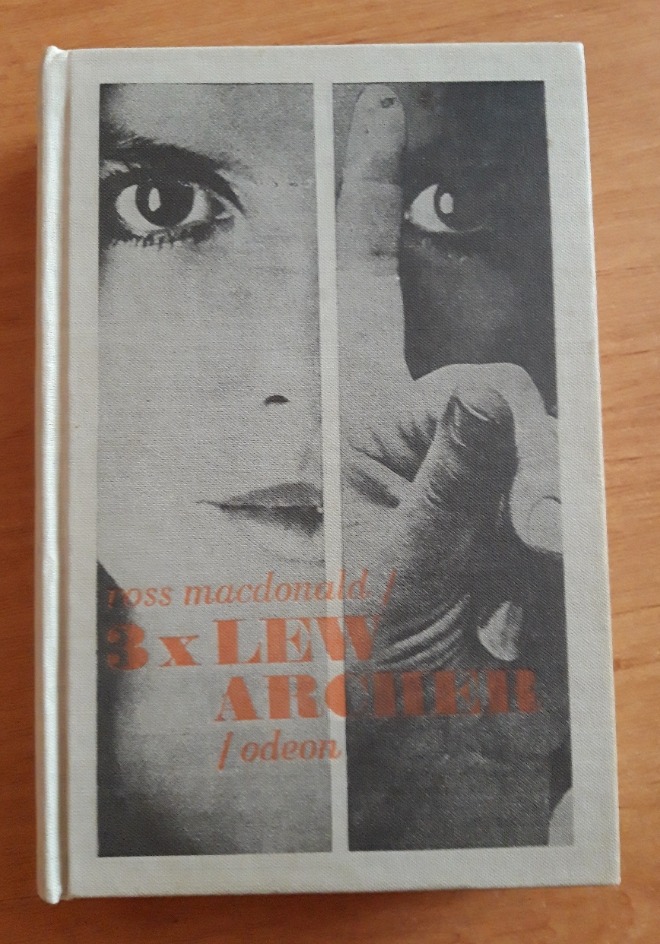 ross macdonald /
3 x LEW
ARCHER
/ odeon